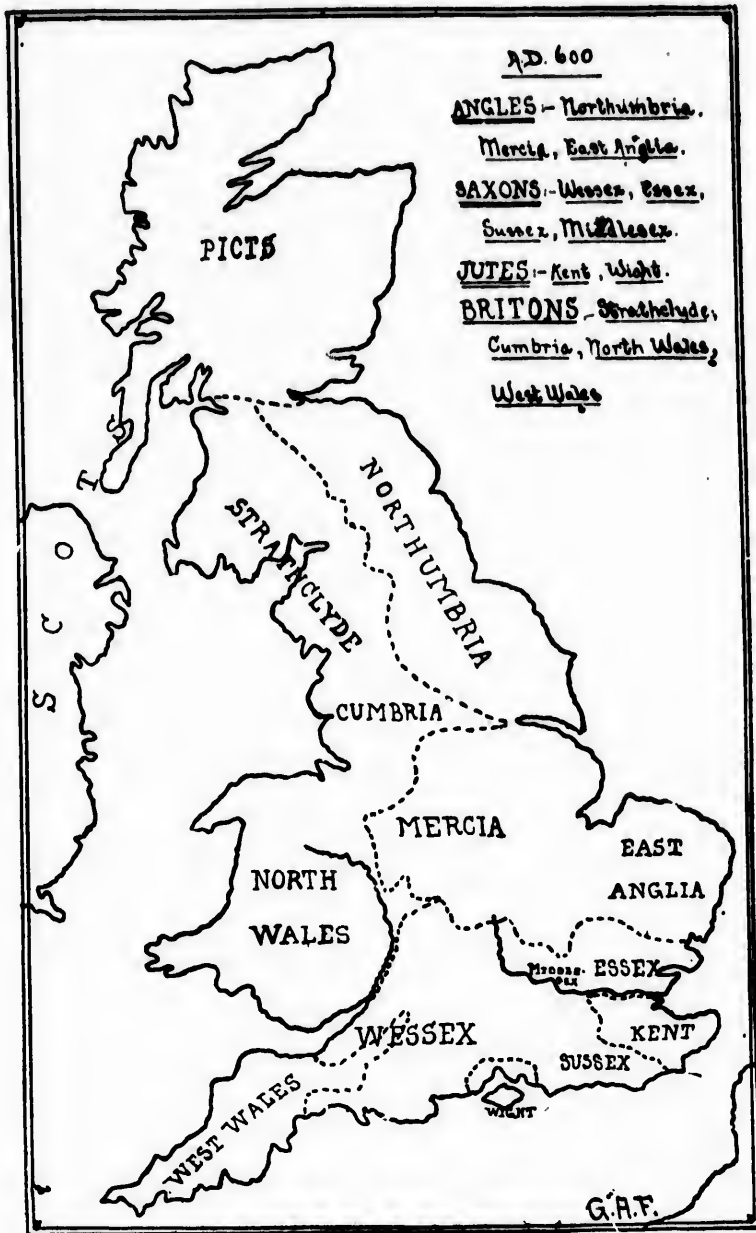 A.D. 600
ANGLES:- Northumbria.
Mercia, East Anglia.
SAXONS:- Wessex, Essex,
Sussex, Middlesex.
JUTES:- Kent, Wight.
BRITONS - Strathclyde,
Cumbria, North Wales,
West Wales
PICTS
SCOTS
STRATHCLYDE
NORTHUMBRIA
CUMBRIA
MERCIA
EAST
ANGLIA
NORTH
WALES
MIDDLE-
SEX
ESSEX
WESSEX
KENT
SUSSEX
WIGHT
WEST WALES
G.A.F.